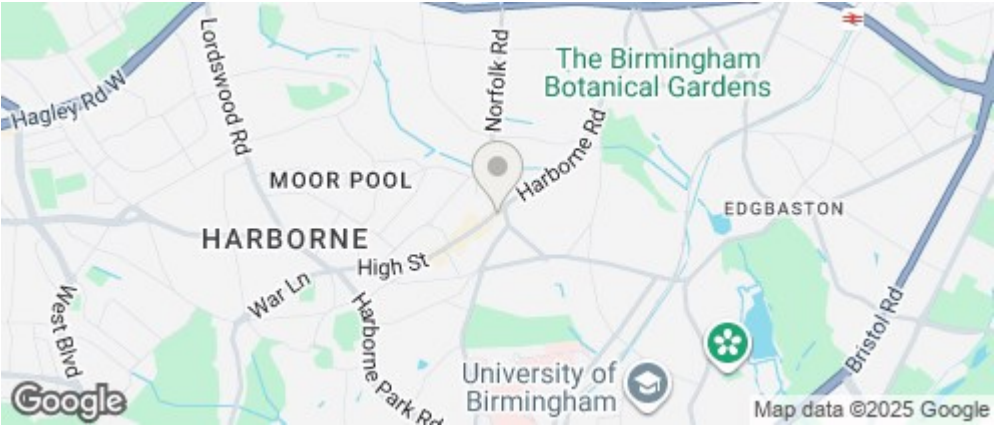 Lordswood Rd
Norfolk Rd
The Birmingham
Botanical Gardens
Hagley Rd W
Harborne Rd
MOOR POOL
EDGBASTON
HARBORNE
High St
War Ln
West Blvd
Harborne Park Rd
Bristol Rd
University of
Birmingham
Google
Map data ©2025 Google